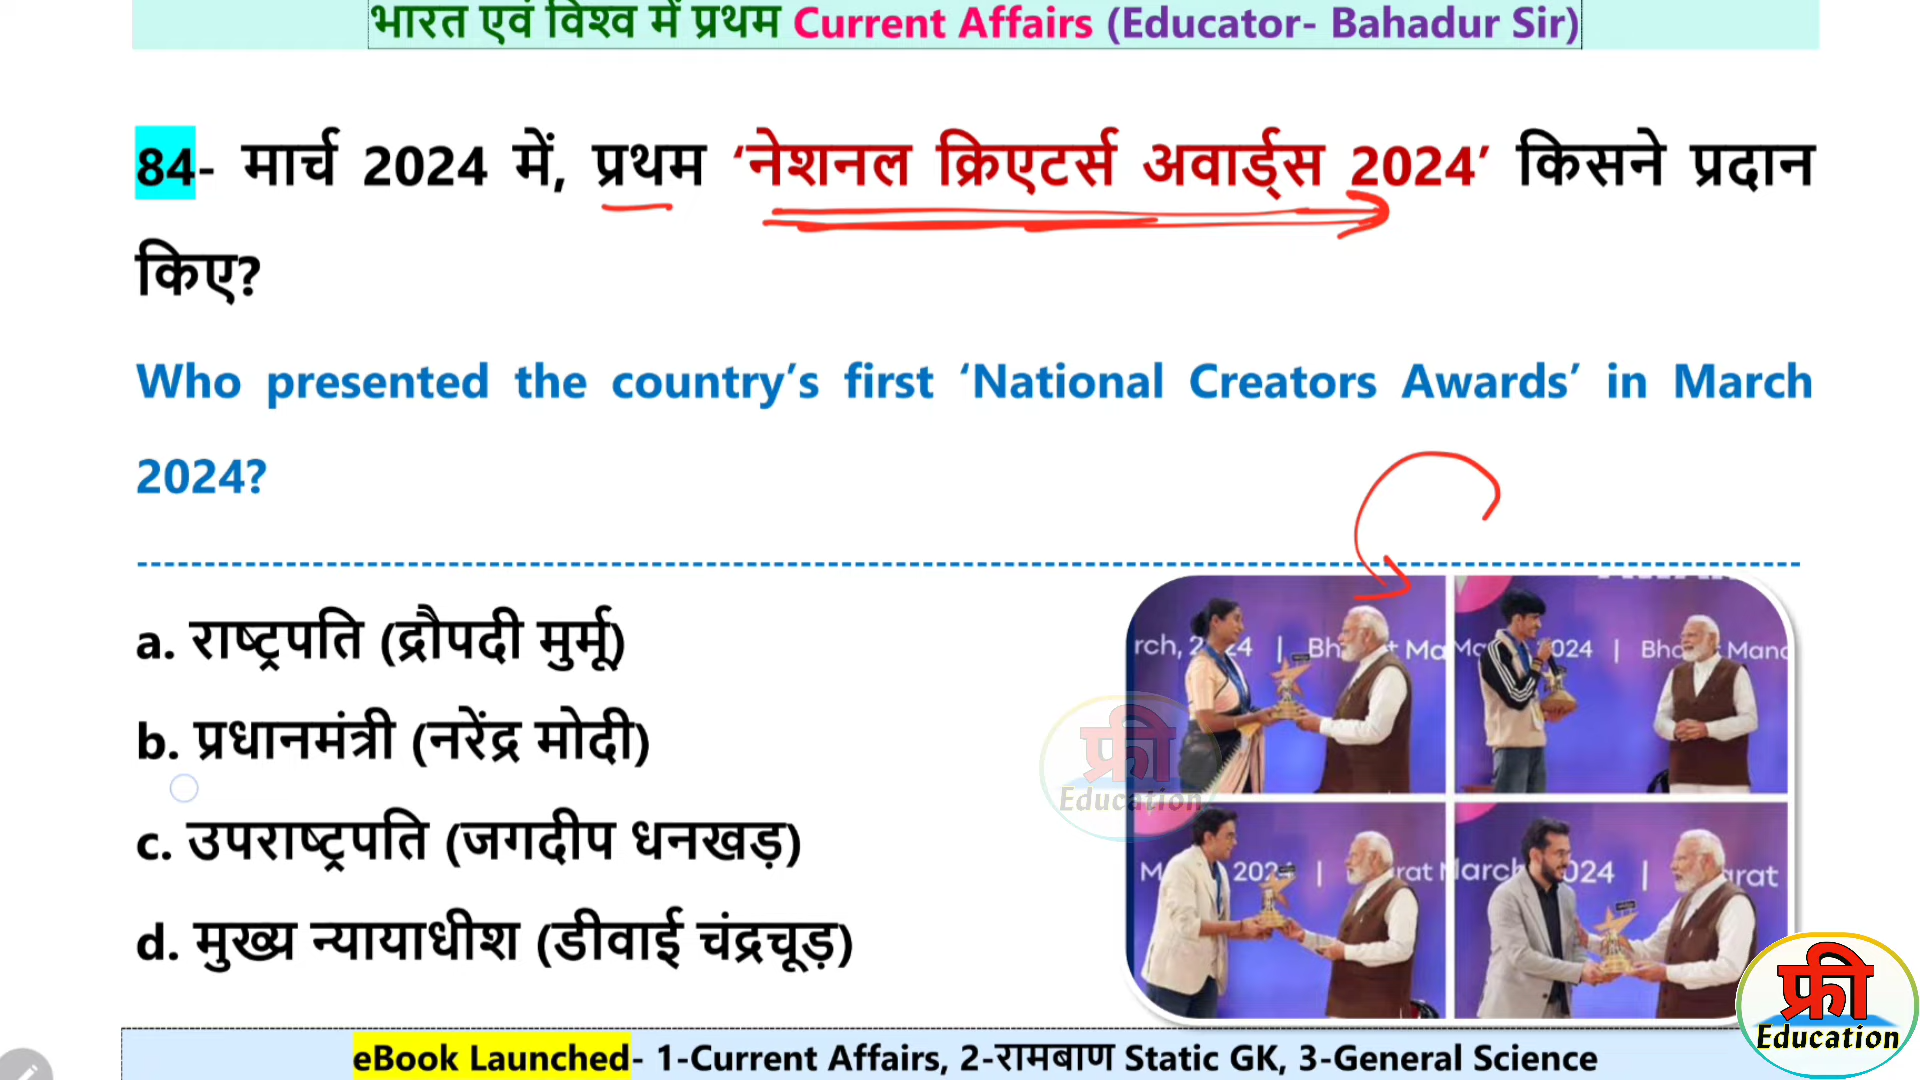 भारत एवं विश्व में प्रथम Current Affairs (Educator- Bahadur Sir)
84- मार्च 2024 में, प्रथम ‘नेशनल क्रिएटर्स अवार्ड्स 2024’ किसने प्रदान
किए?
Who presented the country’s first ‘National Creators Awards’ in March
2024?
a. राष्ट्रपति (द्रौपदी मुर्मू)
b. प्रधानमंत्री (नरेंद्र मोदी)
c. उपराष्ट्रपति (जगदीप धनखड़)
d. मुख्य न्यायाधीश (डीवाई चंद्रचूड़)
फ्री
Education
फ्री
Education
eBook Launched- 1-Current Affairs, 2-रामबाण Static GK, 3-General Science